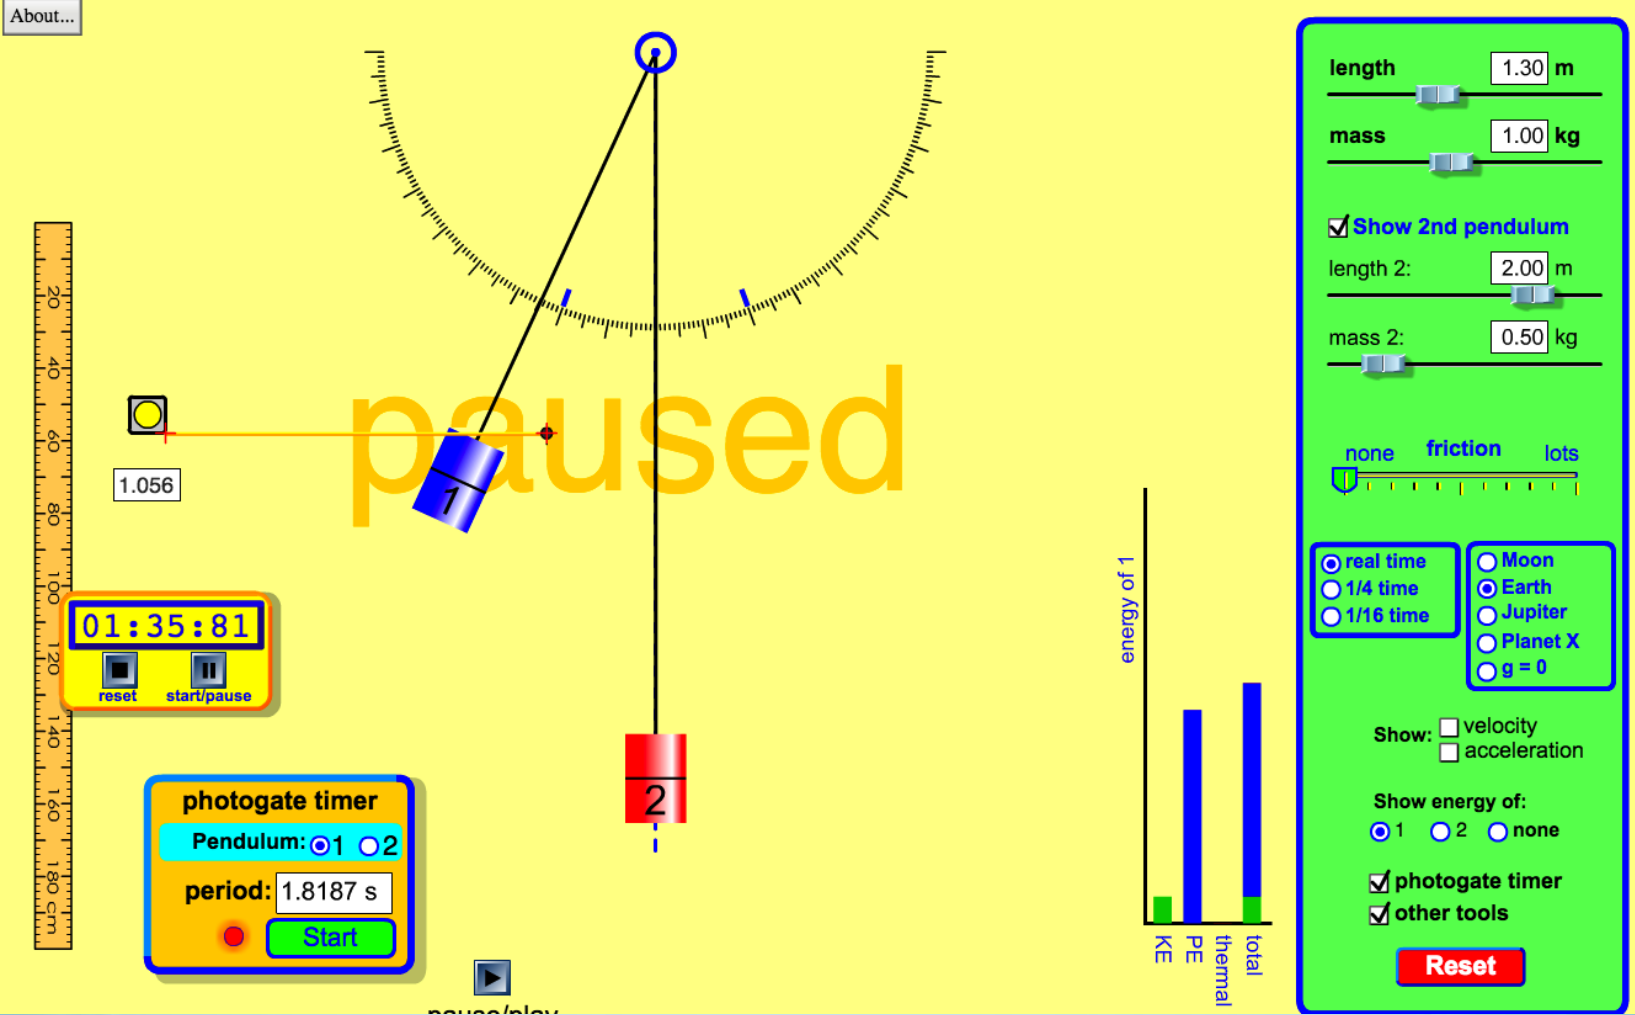 About...
length 1.30 m
mass 1.00 kg
Show 2nd pendulum
length 2: 2.00 m
mass 2: 0.50 kg
none friction lots
real time
1/4 time
1/16 time
Moon
Earth
Jupiter
Planet X
g = 0
Show: velocity
acceleration
Show energy of:
1 2 none
photogate timer
other tools
Reset
paused
1
2
20
40
60
80
100
120
140
160
180 cm
1.056
01:35:81
reset start/pause
photogate timer
Pendulum: 1 2
period: 1.8187 s
Start
pause/play
energy of 1
KE
PE
thermal
total